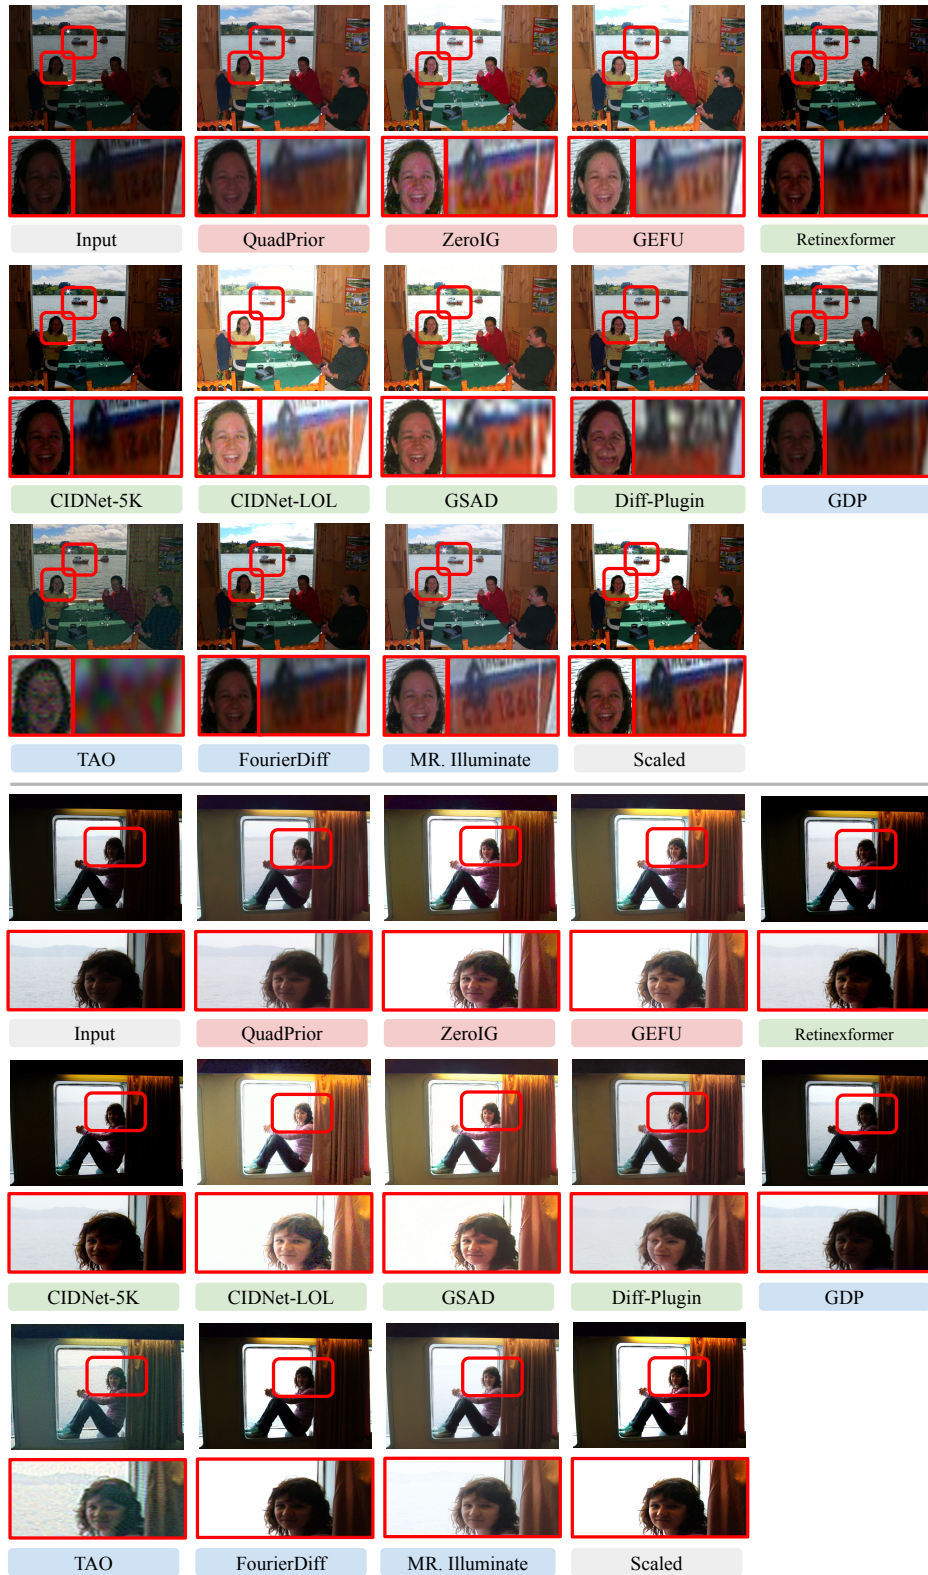 Input
QuadPrior
ZeroIG
GEFU
Retinexformer
CIDNet-5K
CIDNet-LOL
GSAD
Diff-Plugin
GDP
TAO
FourierDiff
MR. Illuminate
Scaled
Input
QuadPrior
ZeroIG
GEFU
Retinexformer
CIDNet-5K
CIDNet-LOL
GSAD
Diff-Plugin
GDP
TAO
FourierDiff
MR. Illuminate
Scaled